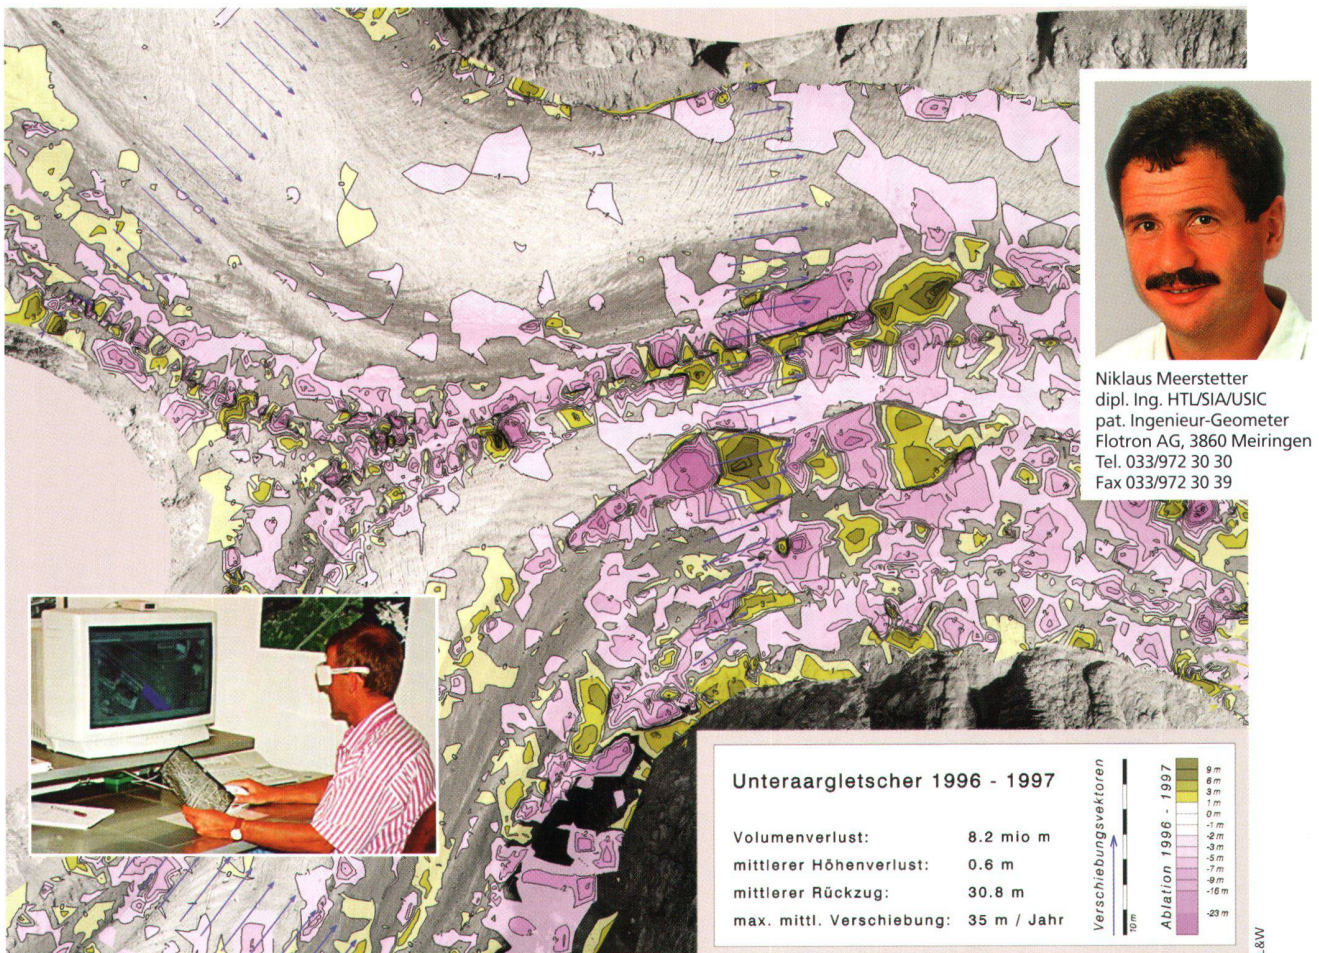 Niklaus Meerstetter
dipl. Ing. HTL/SIA/USIC
pat. Ingenieur-Geometer
Flotron AG, 3860 Meiringen
Tel. 033/972 30 30
Fax 033/972 30 39
Unteraargletscher 1996 - 1997
Volumenverlust: 8.2 mio m
mittlerer Höhenverlust: 0.6 m
mittlerer Rückzug: 30.8 m
max. mittl. Verschiebung: 35 m / Jahr
Verschiebungsvektoren
10 m
Ablation 1996 - 1997
9 m
6 m
3 m
1 m
0 m
-1 m
-2 m
-3 m
-5 m
-7 m
-9 m
-16 m
-23 m
L&W